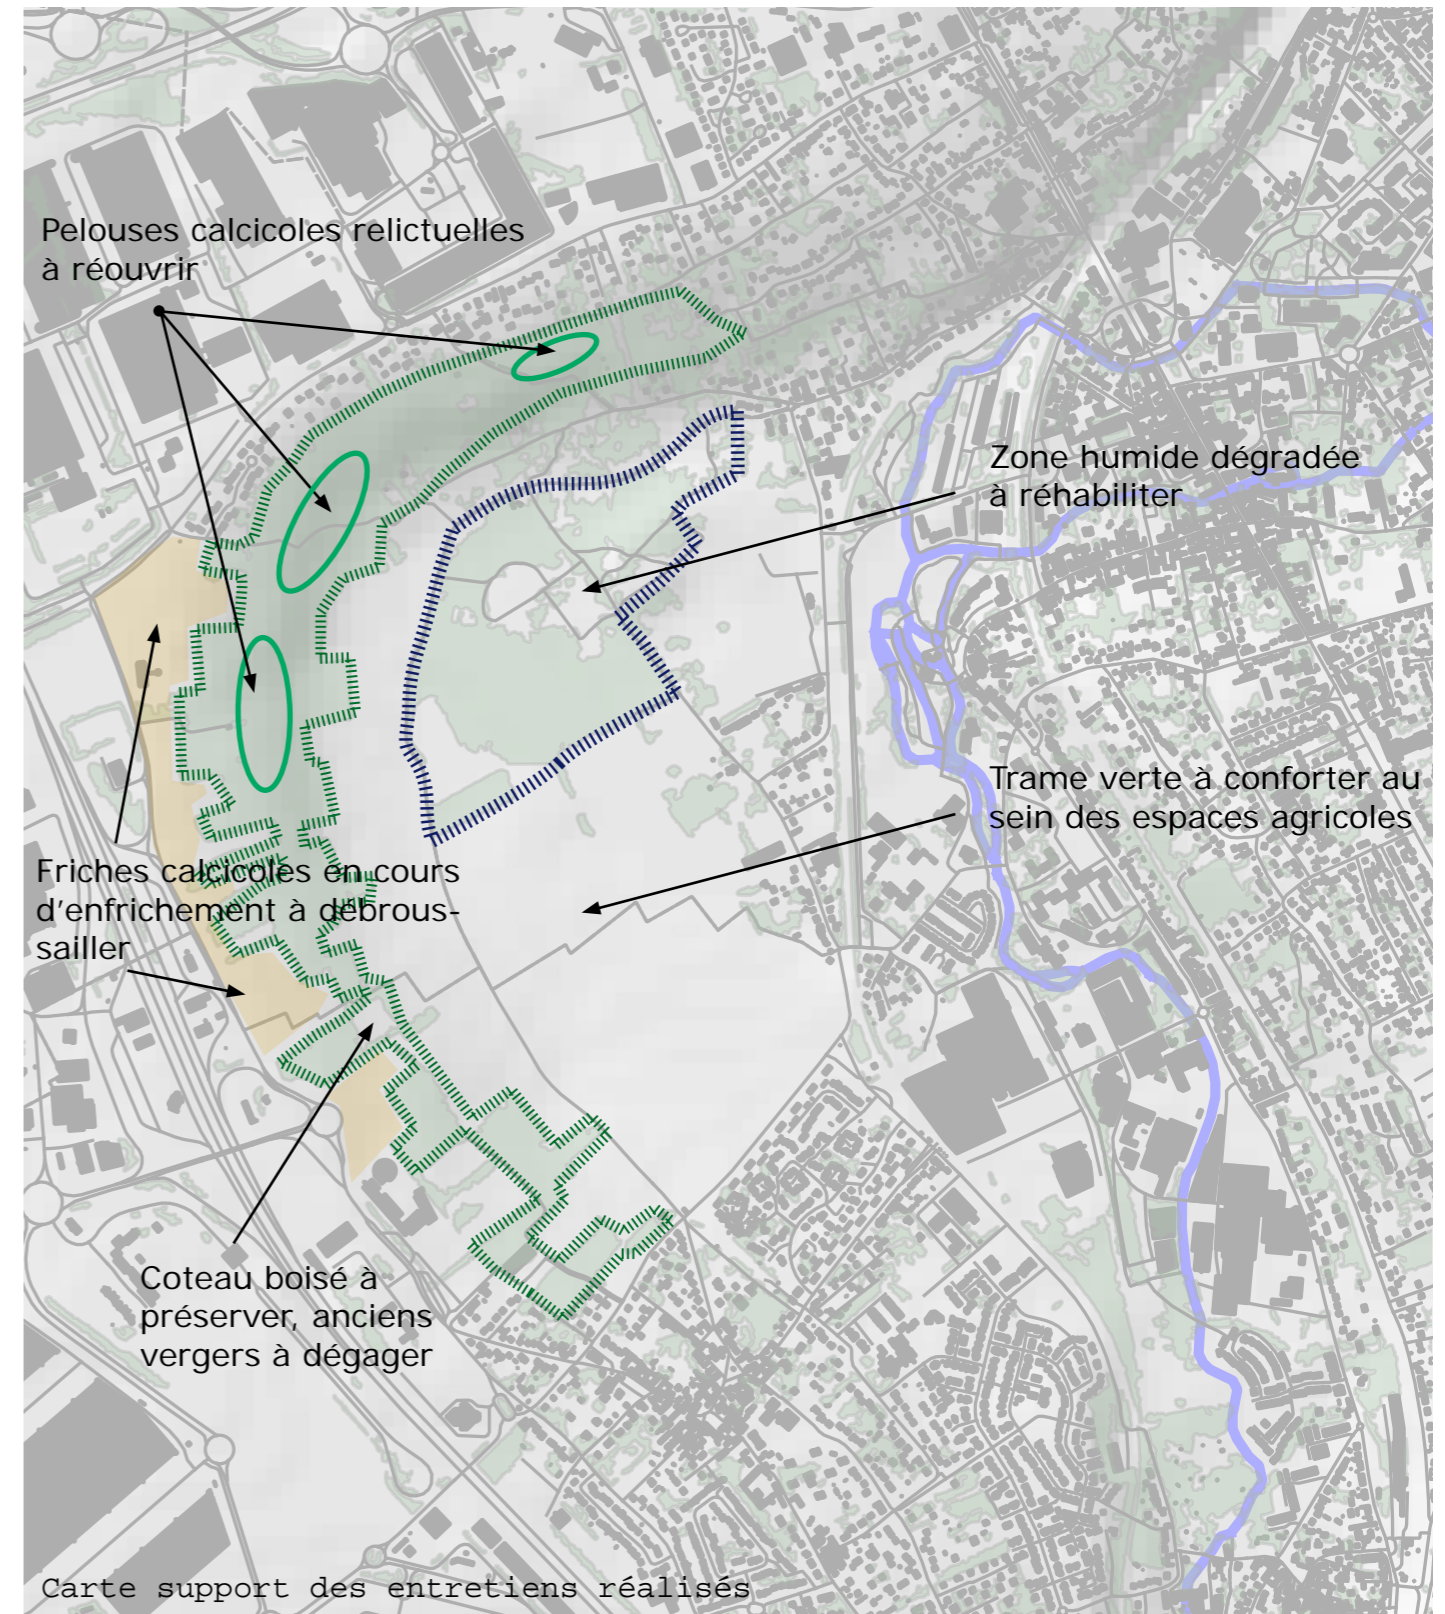 Pelouses calcicoles relictuelles
à réouvrir
Zone humide dégradée
à réhabiliter
Trame verte à conforter au
sein des espaces agricoles
Friches calcicoles en cours
d'enfrichement à débrous-
sailler
Coteau boisé à
préserver, anciens
vergers à dégager
Carte support des entretiens réalisés